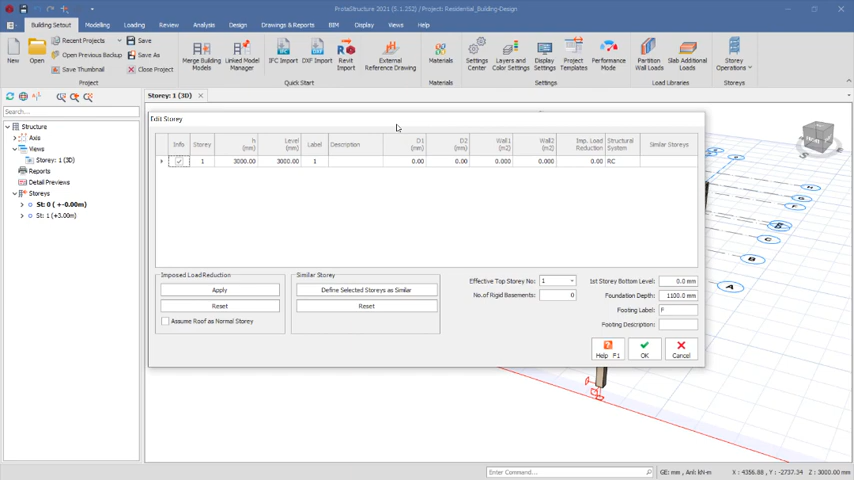 ProtaStructure 2021 (5.1.252) / Project: Residential_Building-Design
Building Setout Modelling Loading Review Analysis Design Drawings & Reports BIM Display Views Help
New
Open
Recent Projects
Open Previous Backup
Save Thumbnail
Save
Save As
Close Project
Merge Building Models
Linked Model Manager
IFC Import
DXF Import
Revit Import
External Reference Drawing
Materials
Settings Center
Layers and Color Settings
Display Settings
Project Templates
Performance Mode
Partition Wall Loads
Slab Additional Loads
Storey Operations
Project Quick Start Materials Settings Load Libraries Storeys
Storey: 1 (3D)
Search...
Structure
Axis
Views
Storey: 1 (3D)
Reports
Detail Previews
Storeys
St: 0 ( +-0.00m)
St: 1 (+3.00m)
Edit Storey
Info Storey h (mm) Level (mm) Label Description D1 (mm) D2 (mm) Wall1 (m2) Wall2 (m2) Imp. Load Reduction Structural System Similar Storeys
1 3000.00 3000.00 1 0.00 0.00 0.000 0.000 0.00 RC
Imposed Load Reduction
Apply
Reset
Assume Roof as Normal Storey
Similar Storey
Define Selected Storeys as Similar
Reset
Effective Top Storey No: 1
No.of Rigid Basements: 0
1st Storey Bottom Level: 0.0 mm
Foundation Depth: 1100.0 mm
Footing Label: F
Footing Description:
Help F1
OK
Cancel
H
G
C
B
A
Enter Command...
GE: mm, Anl: kN-m
X : 4356.88, Y : -2737.34
Z : 3000.00 mm